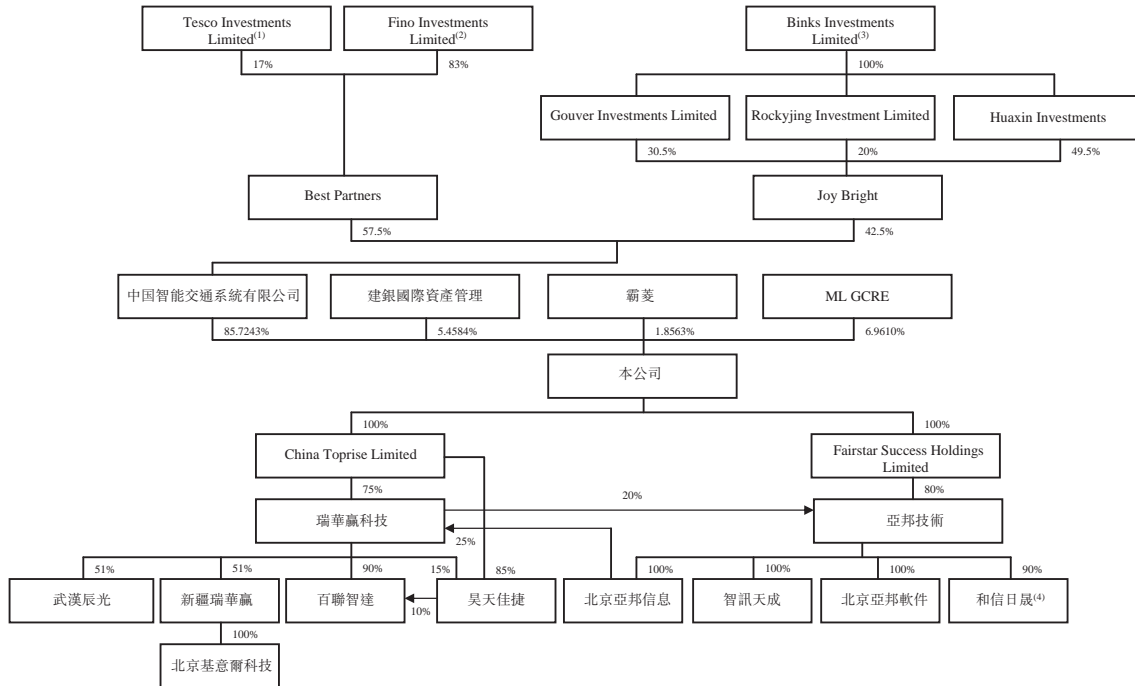 Tesco Investments
Limited(1)
Fino Investments
Limited(2)
Binks Investments
Limited(3)
17%
83%
100%
Gouver Investments Limited
Rockyjing Investment Limited
Huaxin Investments
30.5%
20%
49.5%
Best Partners
Joy Bright
57.5%
42.5%
中国智能交通系統有限公司
建銀國際資產管理
霸菱
ML GCRE
85.7243%
5.4584%
1.8563%
6.9610%
本公司
100%
100%
China Toprise Limited
Fairstar Success Holdings
Limited
75%
20%
80%
瑞華贏科技
亞邦技術
25%
51%
51%
90%
15%
85%
100%
100%
100%
90%
武漢辰光
新疆瑞華贏
百聯智達
10%
昊天佳捷
北京亞邦信息
智訊天成
北京亞邦軟件
和信日晟(4)
100%
北京基意爾科技